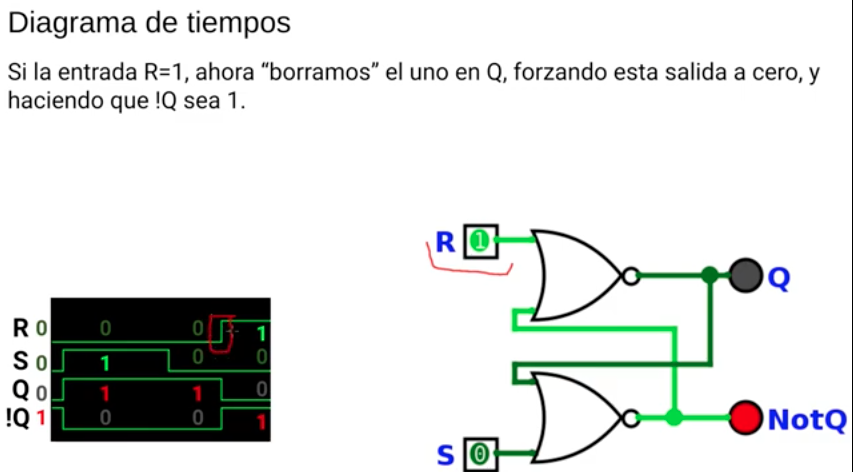 Diagrama de tiempos
Si la entrada R=1, ahora “borramos” el uno en Q, forzando esta salida a cero, y
haciendo que !Q sea 1.
R 1
Q
R 0 0 0 1
S 0 1 0 0
Q 0 1 1 0
!Q 1 0 0 1
NotQ
S 0